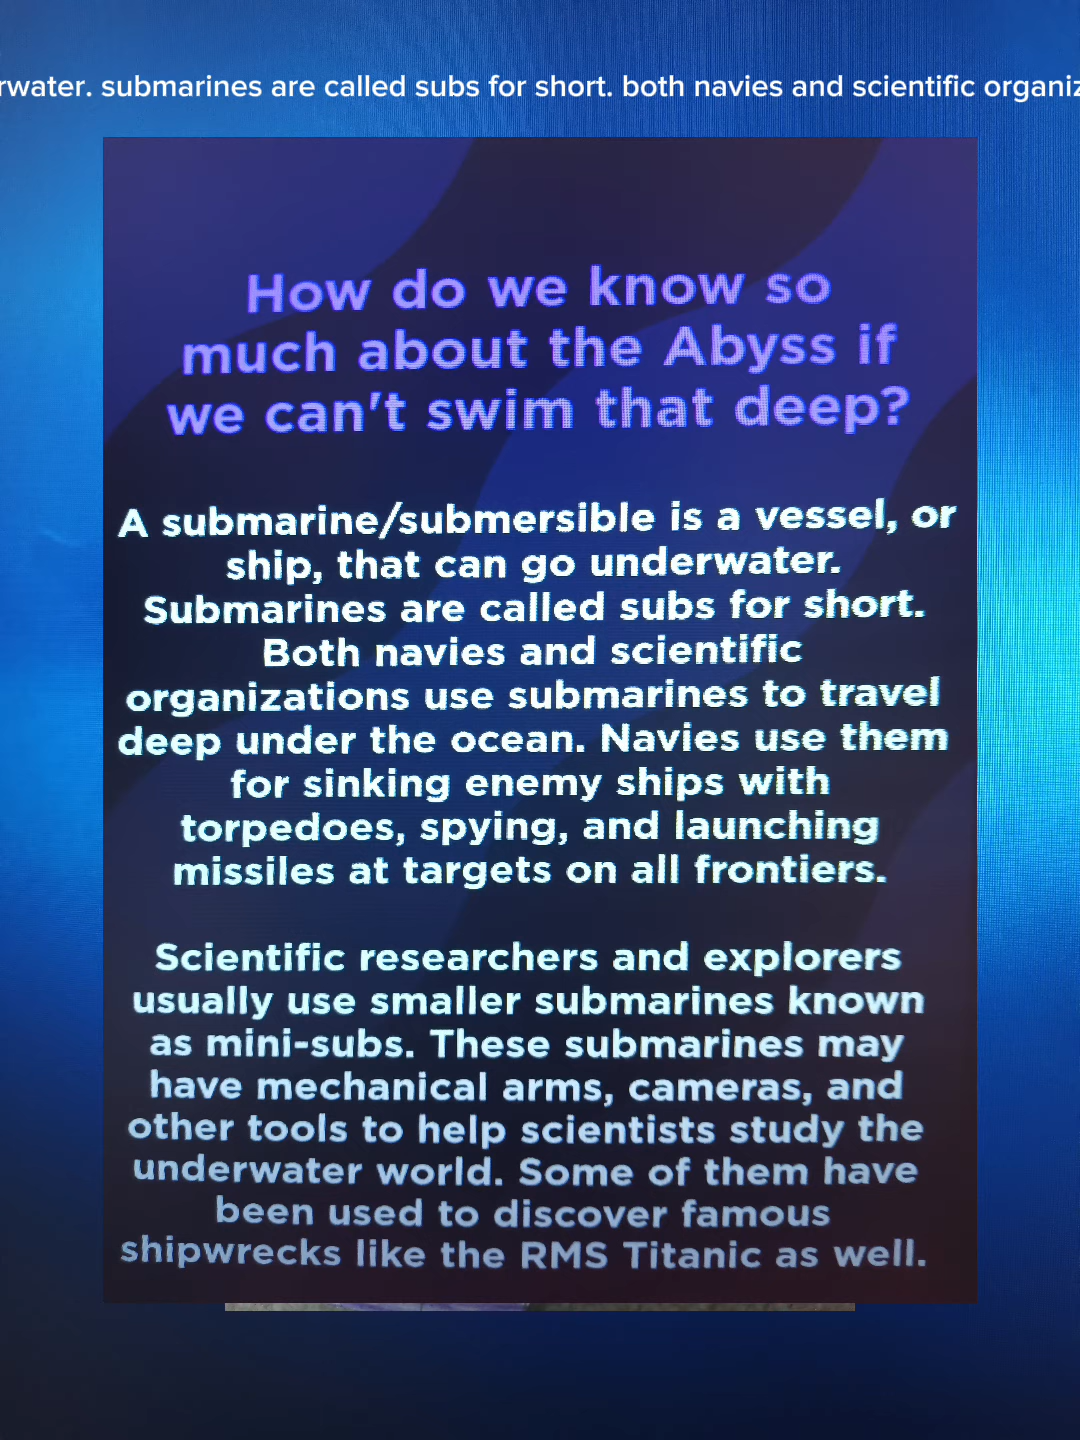 rwater. submarines are called subs for short. both navies and scientific organiz
How do we know so
much about the Abyss if
we can't swim that deep?
A submarine/submersible is a vessel, or
ship, that can go underwater.
Submarines are called subs for short.
Both navies and scientific
organizations use submarines to travel
deep under the ocean. Navies use them
for sinking enemy ships with
torpedoes, spying, and launching
missiles at targets on all frontiers.
Scientific researchers and explorers
usually use smaller submarines known
as mini-subs. These submarines may
have mechanical arms, cameras, and
other tools to help scientists study the
underwater world. Some of them have
been used to discover famous
shipwrecks like the RMS Titanic as well.